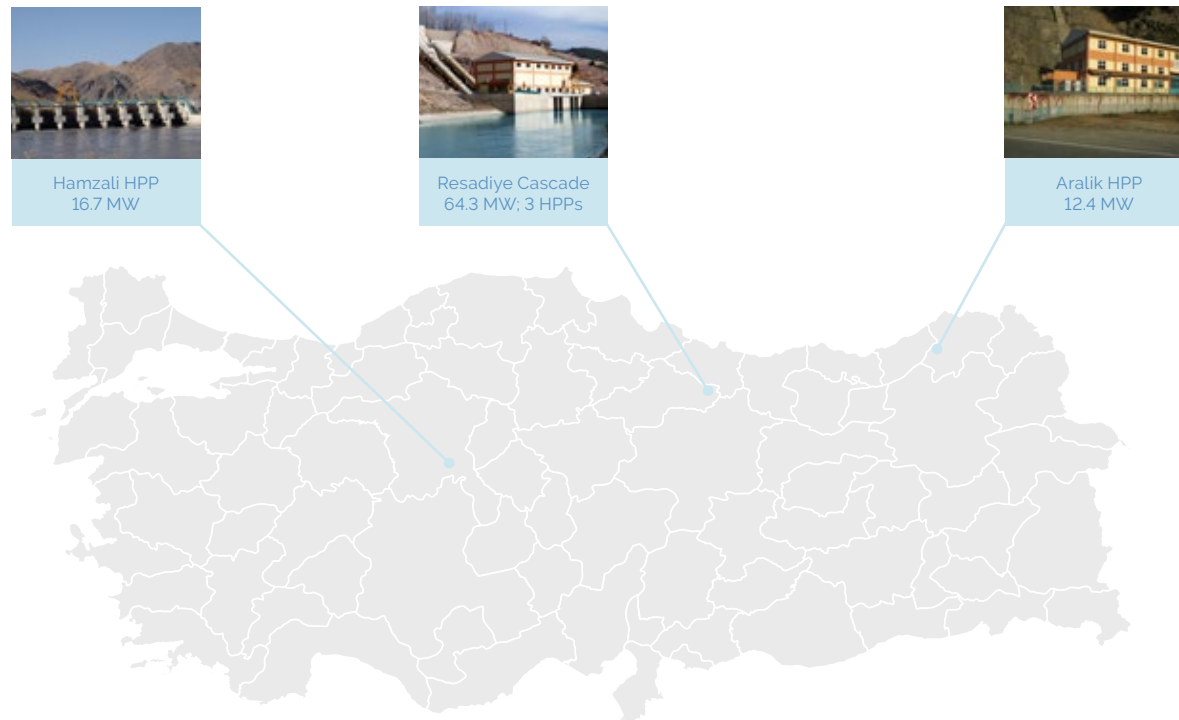 Hamzali HPP
16.7 MW
Resadiye Cascade
64.3 MW; 3 HPPs
Aralik HPP
12.4 MW